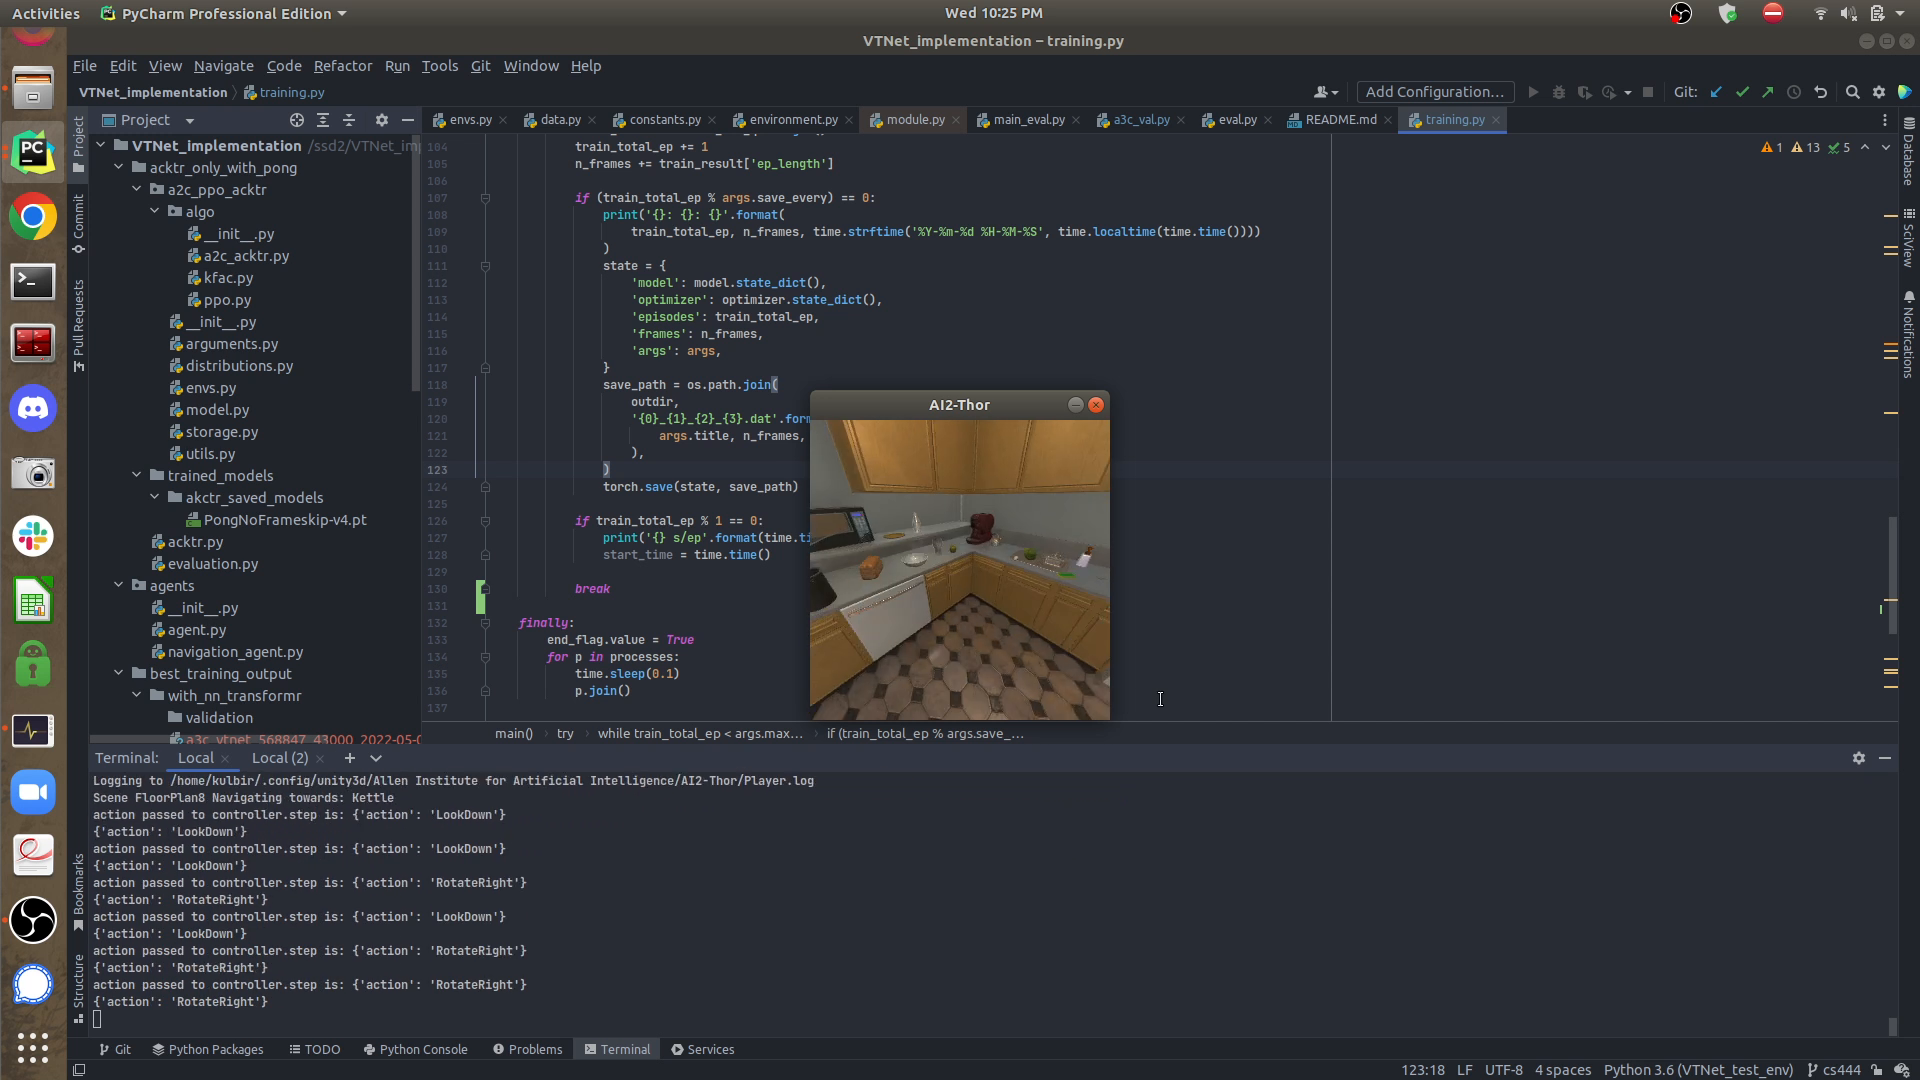 Activities
PyCharm Professional Edition
Wed 10:25 PM
VTNet_implementation – training.py
File Edit View Navigate Code Refactor Run Tools Git Window Help
VTNet_implementation training.py
Add Configuration...
Git:
Project
envs.py data.py constants.py environment.py module.py main_eval.py a3c_val.py eval.py README.md training.py
VTNet_implementation
acktr_only_with_pong
a2c_ppo_acktr
algo
__init__.py
a2c_acktr.py
kfac.py
ppo.py
__init__.py
arguments.py
distributions.py
envs.py
model.py
storage.py
utils.py
trained_models
akctr_saved_models
PongNoFrameskip-v4.pt
acktr.py
evaluation.py
agents
__init__.py
agent.py
navigation_agent.py
best_training_output
with_nn_transformr
validation
Project
Commit
Pull Requests
Bookmarks
Structure
1 13 5
104 train_total_ep += 1
105 n_frames += train_result['ep_length']
106
107 if (train_total_ep % args.save_every) == 0:
108 print('{}: {}: {}'.format(
109 train_total_ep, n_frames, time.strftime('%Y-%m-%d %H-%M-%S', time.localtime(time.time())))
110 )
111 state = {
112 'model': model.state_dict(),
113 'optimizer': optimizer.state_dict(),
114 'episodes': train_total_ep,
115 'frames': n_frames,
116 'args': args,
117 }
118 save_path = os.path.join(
119 outdir,
120 '{0}_{1}_{2}_{3}.dat'.form
121 args.title, n_frames,
122 ),
123 )
124 torch.save(state, save_path)
125
126 if train_total_ep % 1 == 0:
127 print('{} s/ep'.format(time.ti
128 start_time = time.time()
129
130 break
131
132 finally:
133 end_flag.value = True
134 for p in processes:
135 time.sleep(0.1)
136 p.join()
137
AI2-Thor
main() try while train_total_ep < args.max... if (train_total_ep % args.save_...
Database
SciView
Notifications
Terminal: Local Local (2)
Logging to /home/kulbir/.config/unity3d/Allen Institute for Artificial Intelligence/AI2-Thor/Player.log
Scene FloorPlan8 Navigating towards: Kettle
action passed to controller.step is: {'action': 'LookDown'}
{'action': 'LookDown'}
action passed to controller.step is: {'action': 'LookDown'}
{'action': 'LookDown'}
action passed to controller.step is: {'action': 'RotateRight'}
{'action': 'RotateRight'}
action passed to controller.step is: {'action': 'LookDown'}
{'action': 'LookDown'}
action passed to controller.step is: {'action': 'RotateRight'}
{'action': 'RotateRight'}
action passed to controller.step is: {'action': 'RotateRight'}
{'action': 'RotateRight'}
Git Python Packages TODO Python Console Problems Terminal Services
123:18 LF UTF-8 4 spaces Python 3.6 (VTNet_test_env) cs444